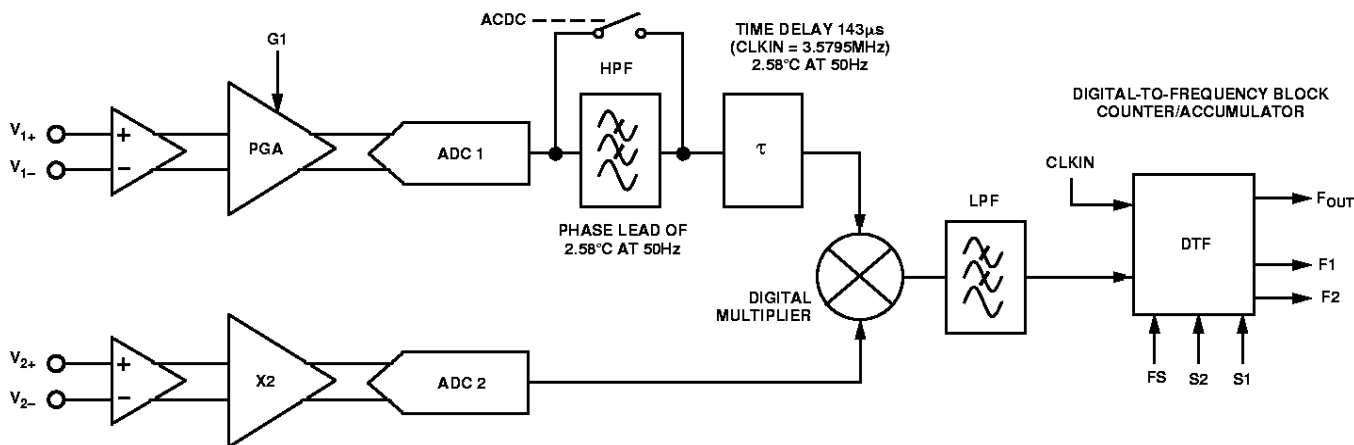 ACDC
TIME DELAY 143µs
(CLKIN = 3.5795MHz)
2.58°C AT 50Hz
G1
HPF
DIGITAL-TO-FREQUENCY BLOCK
COUNTER/ACCUMULATOR
V1+
V1–
+
–
PGA
ADC 1
τ
CLKIN
FOUT
LPF
PHASE LEAD OF
2.58°C AT 50Hz
DTF
F1
F2
DIGITAL
MULTIPLIER
V2+
V2–
+
–
X2
ADC 2
FS
S2
S1